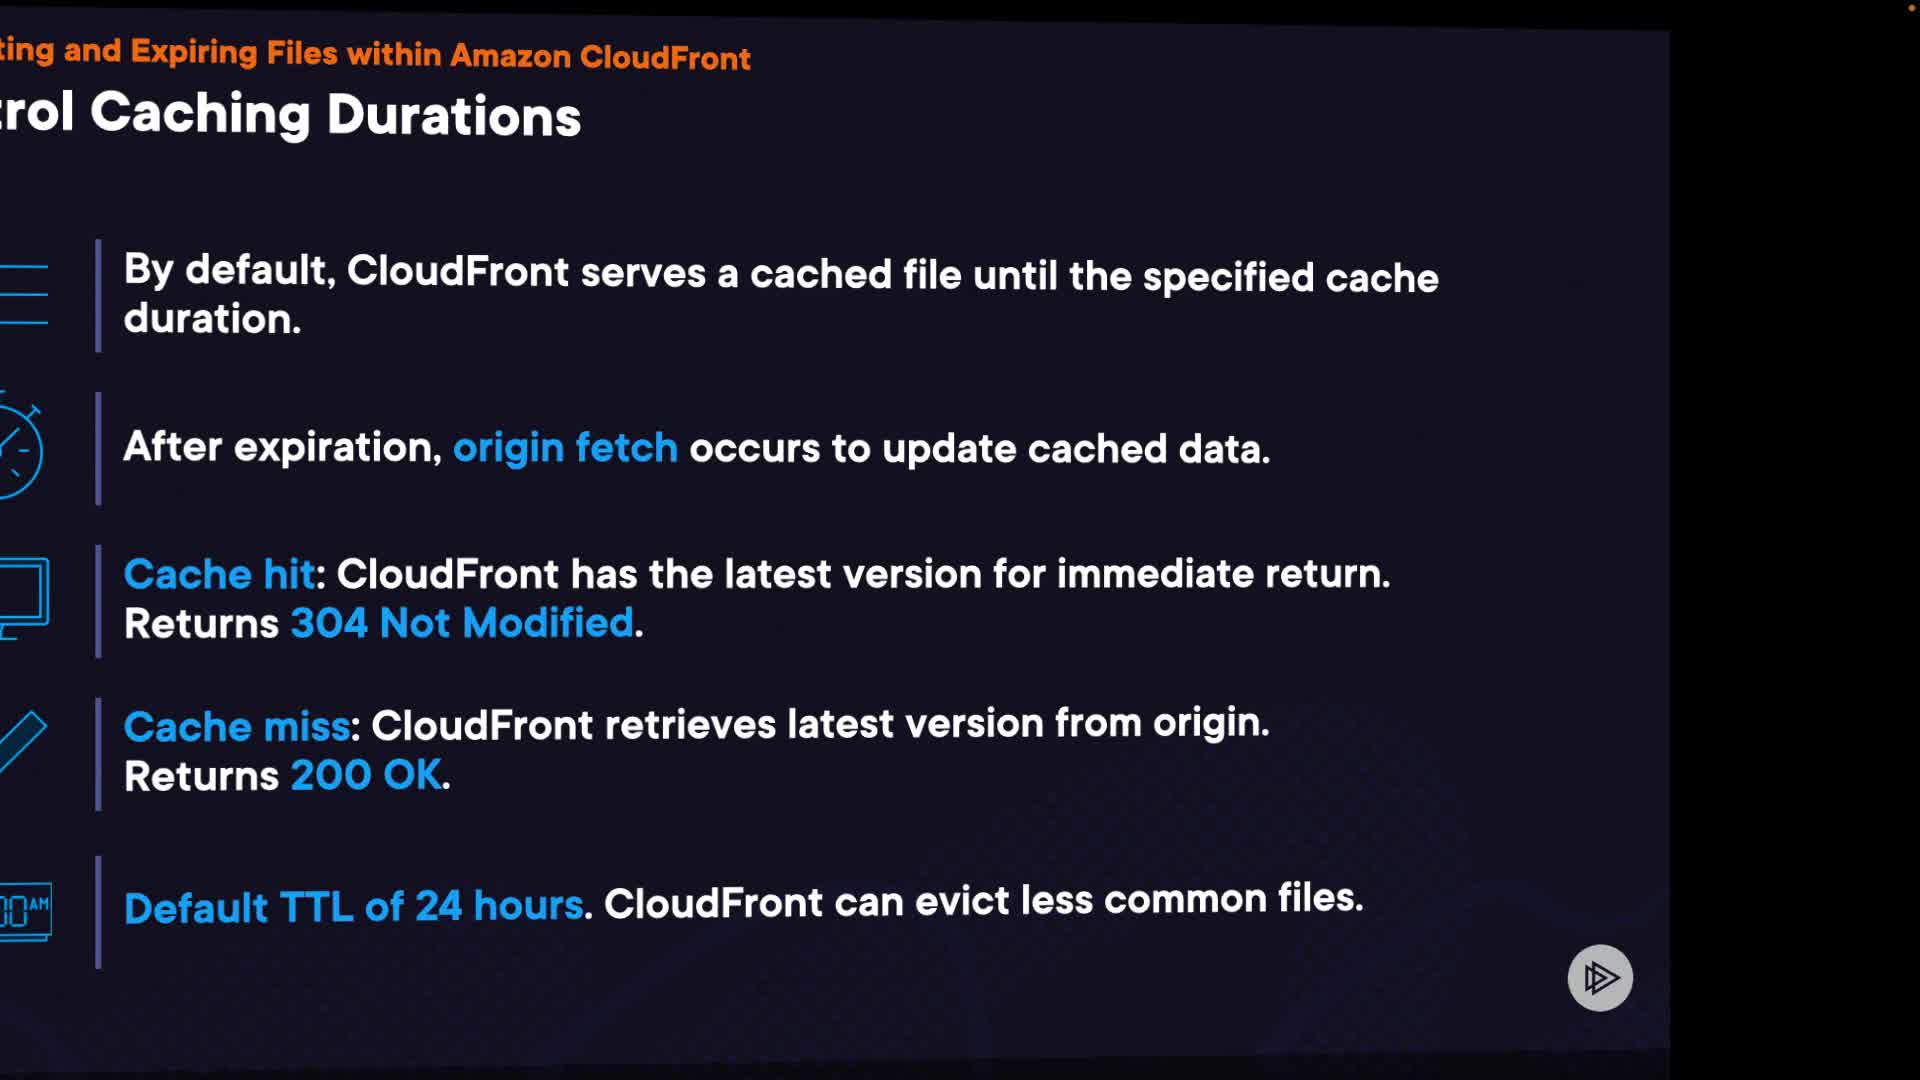 ting and Expiring Files within Amazon CloudFront
trol Caching Durations
By default, CloudFront serves a cached file until the specified cache
duration.
After expiration, origin fetch occurs to update cached data.
Cache hit: CloudFront has the latest version for immediate return.
Returns 304 Not Modified.
Cache miss: CloudFront retrieves latest version from origin.
Returns 200 OK.
00 AM
Default TTL of 24 hours. CloudFront can evict less common files.